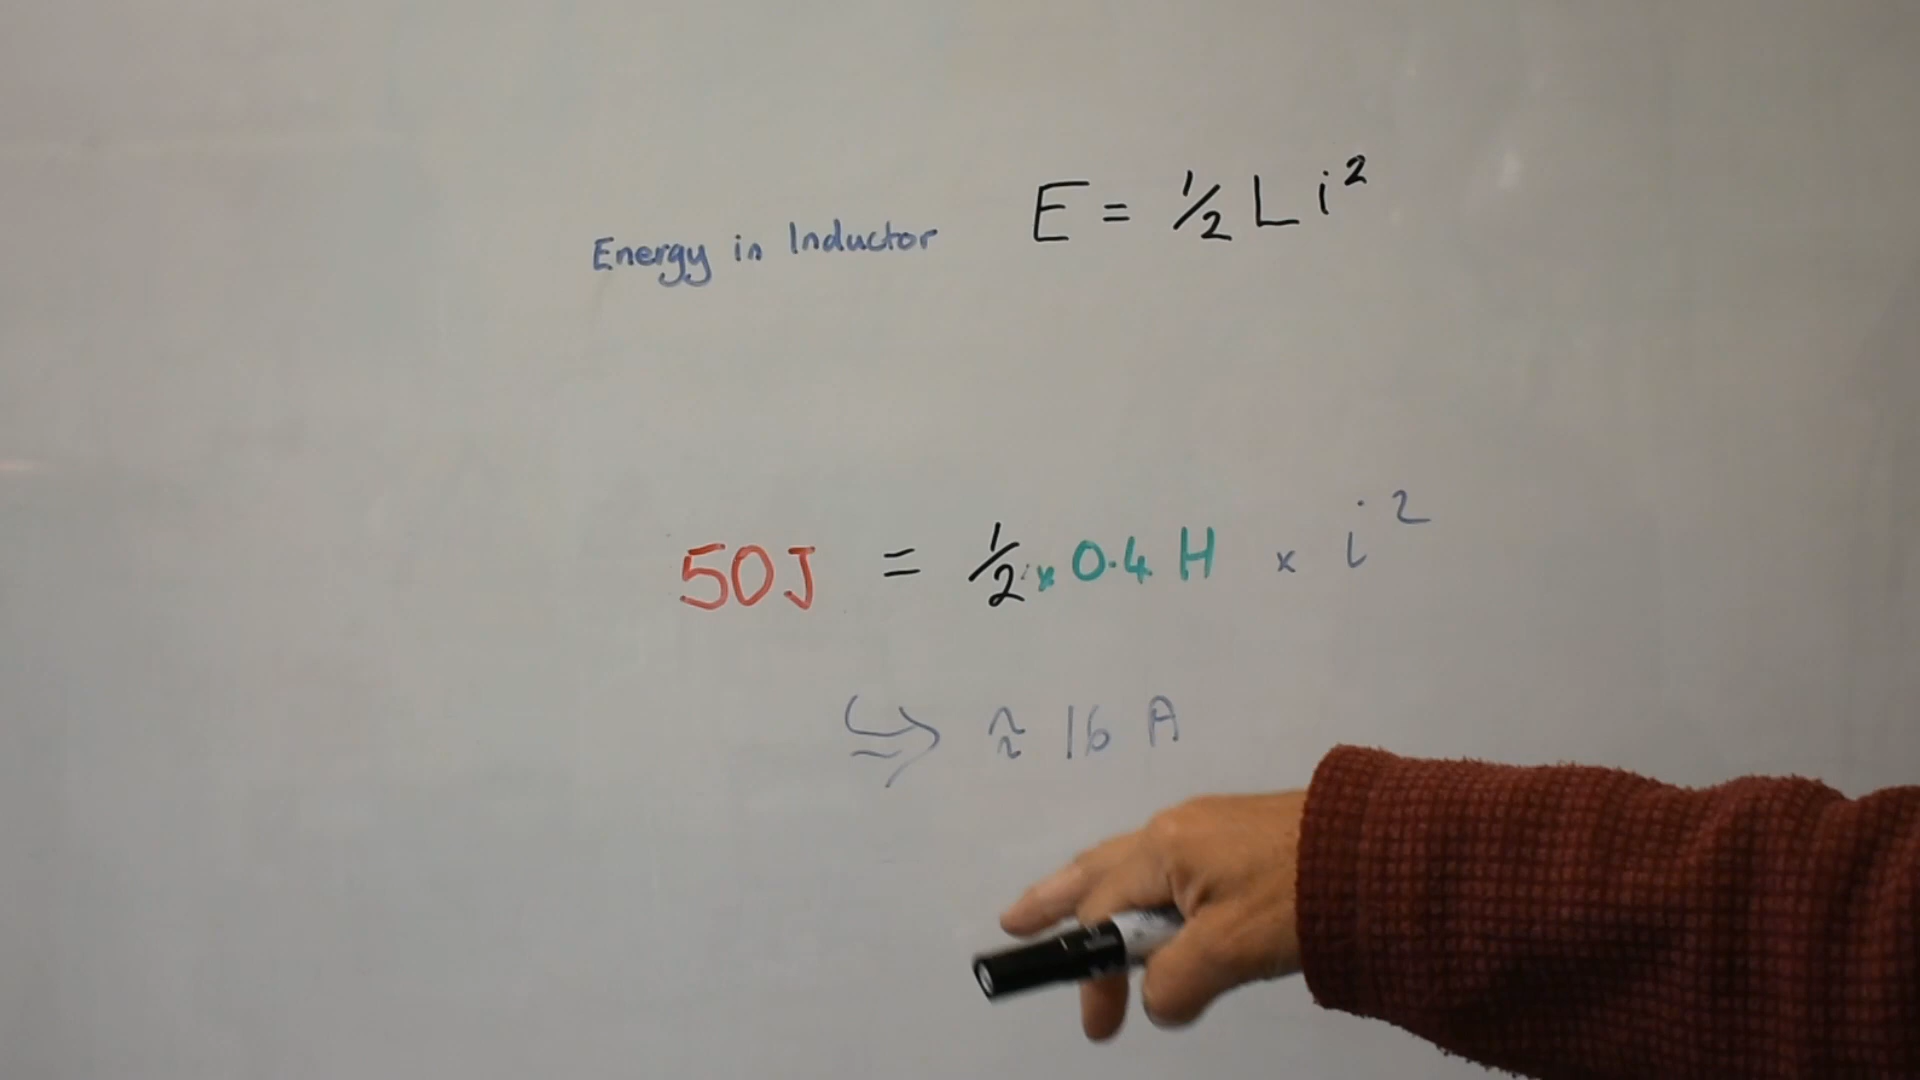 Energy in Inductor E = ½ L i²
50J = ½ × 0.4 H × i²
≈ 16 A